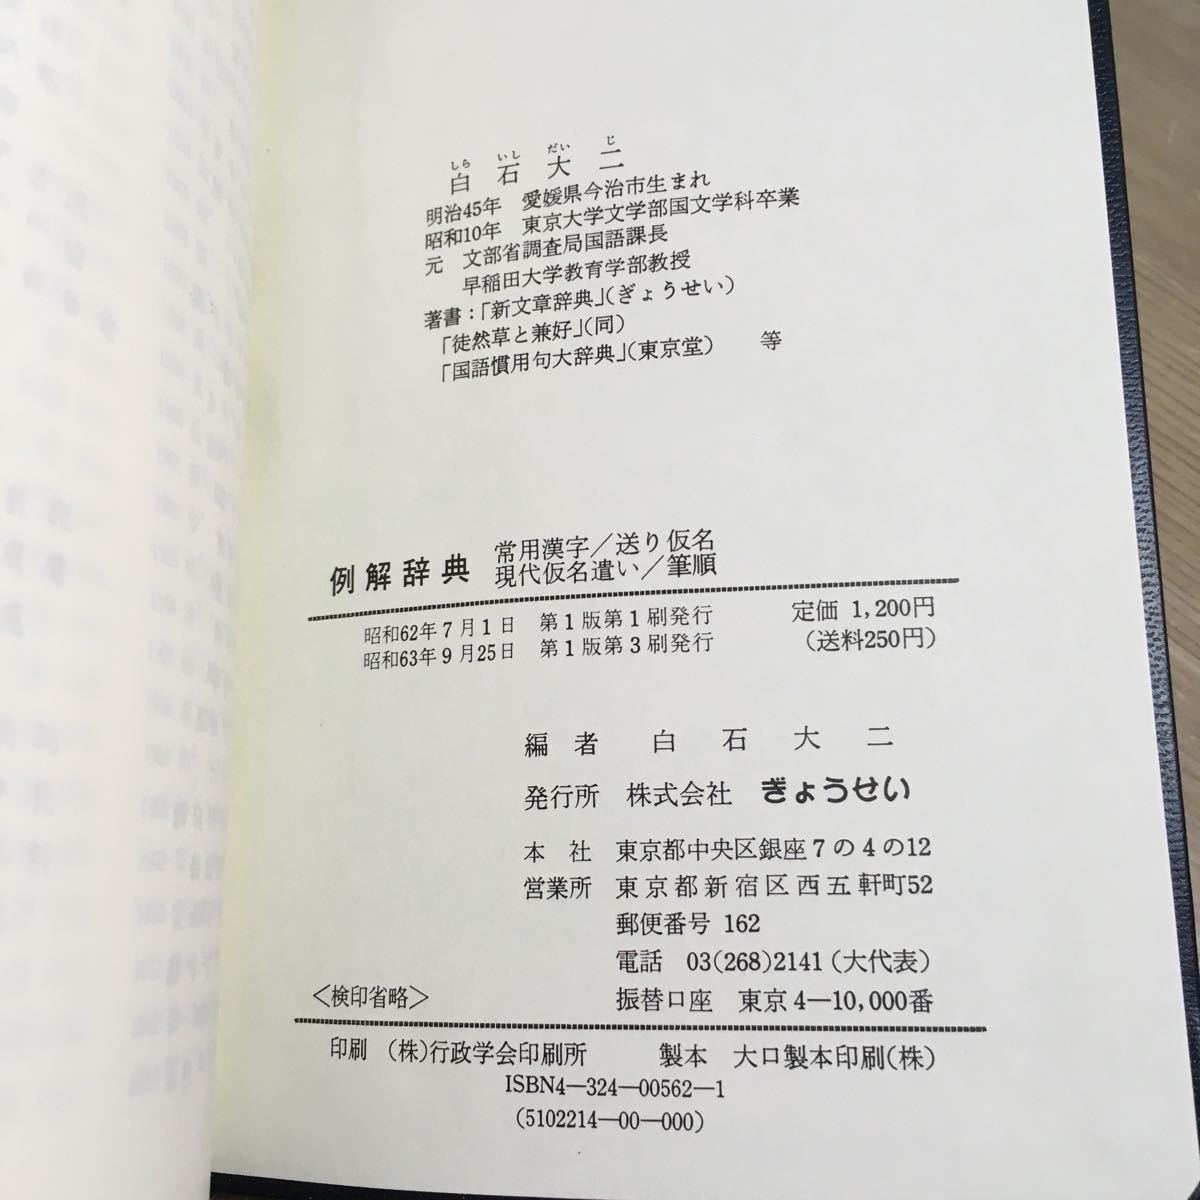 しら いし だい じ
白石大二
明治45年 愛媛県今治市生まれ
昭和10年 東京大学文学部国文学科卒業
元 文部省調査局国語課長
早稲田大学教育学部教授
著書：「新文章辞典」（ぎょうせい）
「徒然草と兼好」（同）
「国語慣用句大辞典」（東京堂） 等
例解辞典 常用漢字／送り仮名
現代仮名遣い／筆順
昭和62年7月1日 第1版第1刷発行 定価 1,200円
昭和63年9月25日 第1版第3刷発行 （送料250円）
編者 白石大二
発行所 株式会社 ぎょうせい
本社 東京都中央区銀座7の4の12
営業所 東京都新宿区西五軒町52
郵便番号 162
電話 03(268)2141（大代表）
＜検印省略＞ 振替口座 東京4―10,000番
印刷 （株）行政学会印刷所 製本 大口製本印刷（株）
ISBN4―324―00562―1
（5102214―00―000）